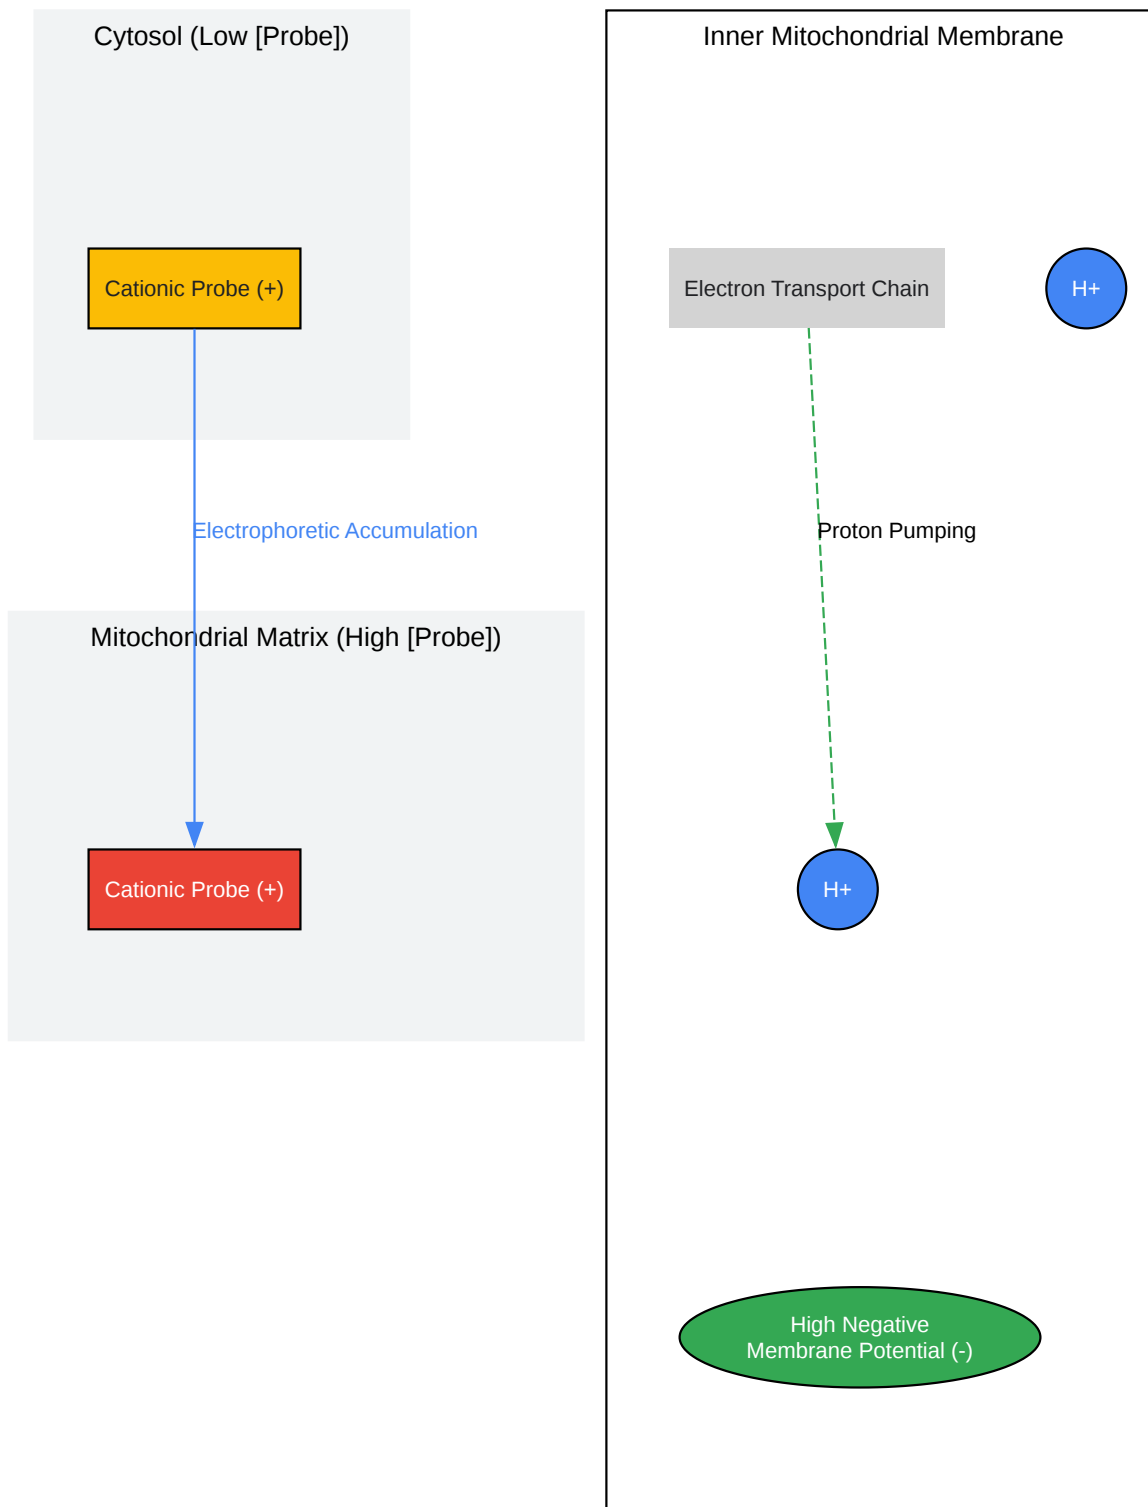 Cytosol (Low [Probe])
Cationic Probe (+)
Electrophoretic Accumulation
Mitochondrial Matrix (High [Probe])
Cationic Probe (+)
Inner Mitochondrial Membrane
Electron Transport Chain
H+
Proton Pumping
H+
High Negative
Membrane Potential (-)